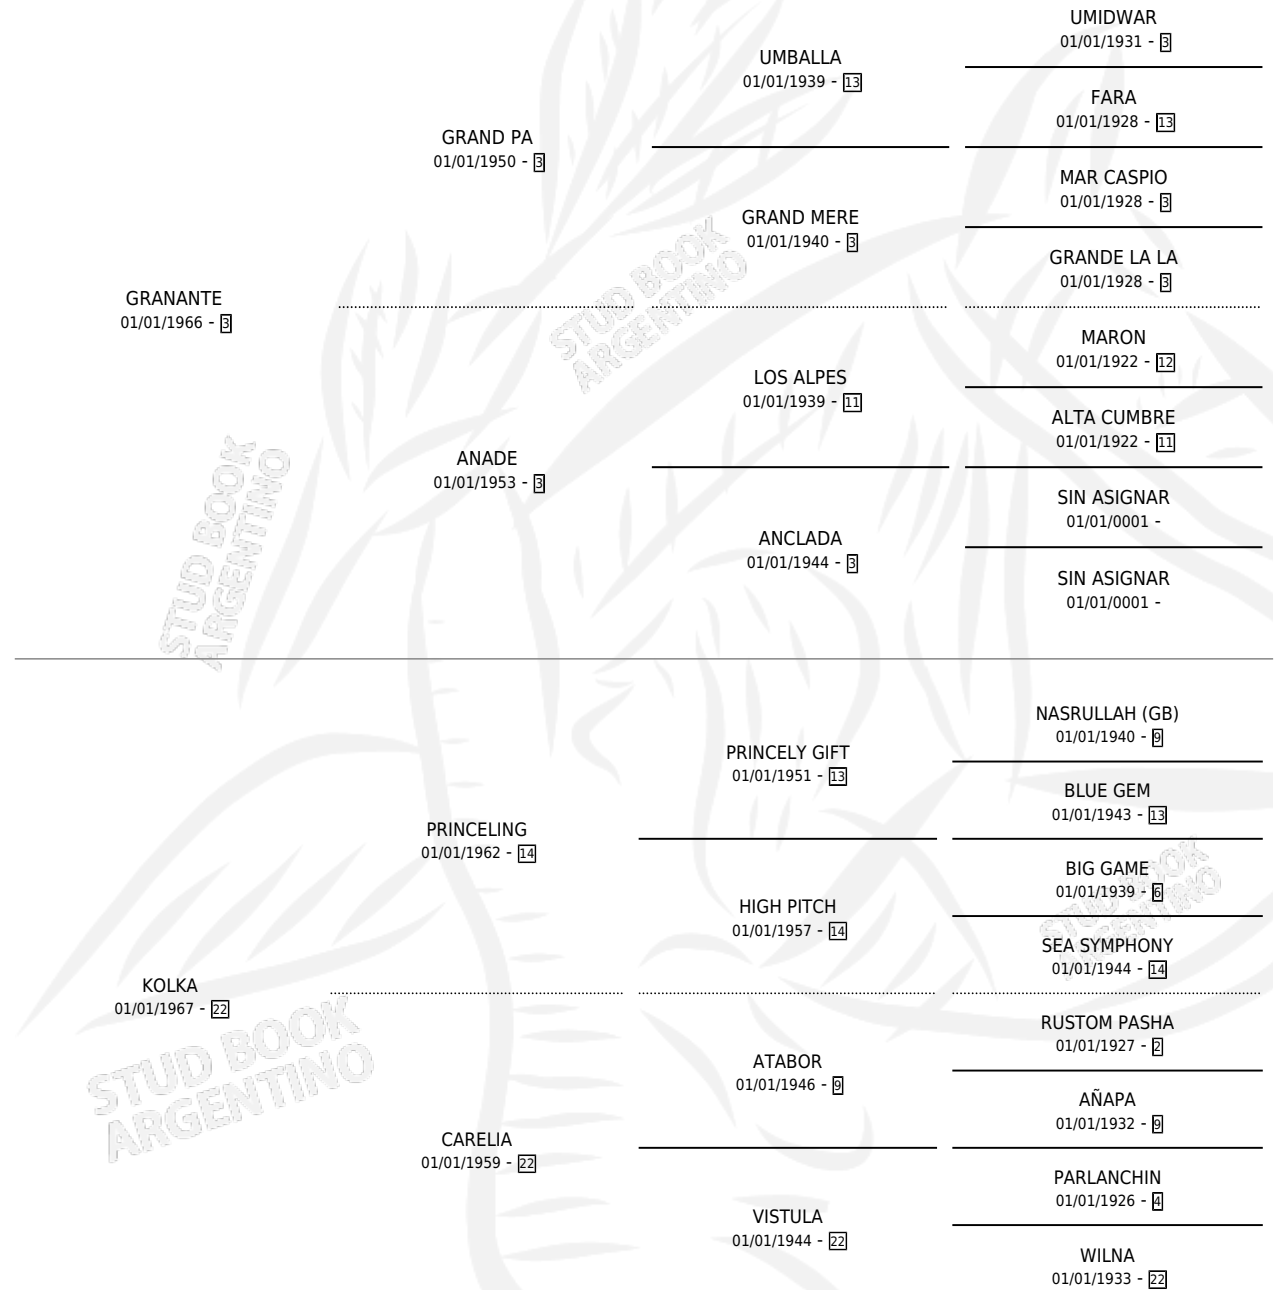 UMIDWAR
01/01/1931 - 3
UMBALLA
01/01/1939 - 13
FARA
01/01/1928 - 13
GRAND PA
01/01/1950 - 3
MAR CASPIO
01/01/1928 - 3
GRAND MERE
01/01/1940 - 3
GRANDE LA LA
01/01/1928 - 3
GRANANTE
01/01/1966 - 3
MARON
01/01/1922 - 12
LOS ALPES
01/01/1939 - 11
ALTA CUMBRE
01/01/1922 - 11
ANADE
01/01/1953 - 3
SIN ASIGNAR
01/01/0001 -
ANCLADA
01/01/1944 - 3
SIN ASIGNAR
01/01/0001 -
STUD BOOK
ARGENTINO
STUD BOOK
ARGENTINO
NASRULLAH (GB)
01/01/1940 - 9
PRINCELY GIFT
01/01/1951 - 13
BLUE GEM
01/01/1943 - 13
PRINCELING
01/01/1962 - 14
BIG GAME
01/01/1939 - 6
HIGH PITCH
01/01/1957 - 14
SEA SYMPHONY
01/01/1944 - 14
KOLKA
01/01/1967 - 22
RUSTOM PASHA
01/01/1927 - 2
ATABOR
01/01/1946 - 9
AÑAPA
01/01/1932 - 9
CARELIA
01/01/1959 - 22
PARLANCHIN
01/01/1926 - 4
VISTULA
01/01/1944 - 22
WILNA
01/01/1933 - 22
STUD BOOK
ARGENTINO
STUD BOOK
ARGENTINO